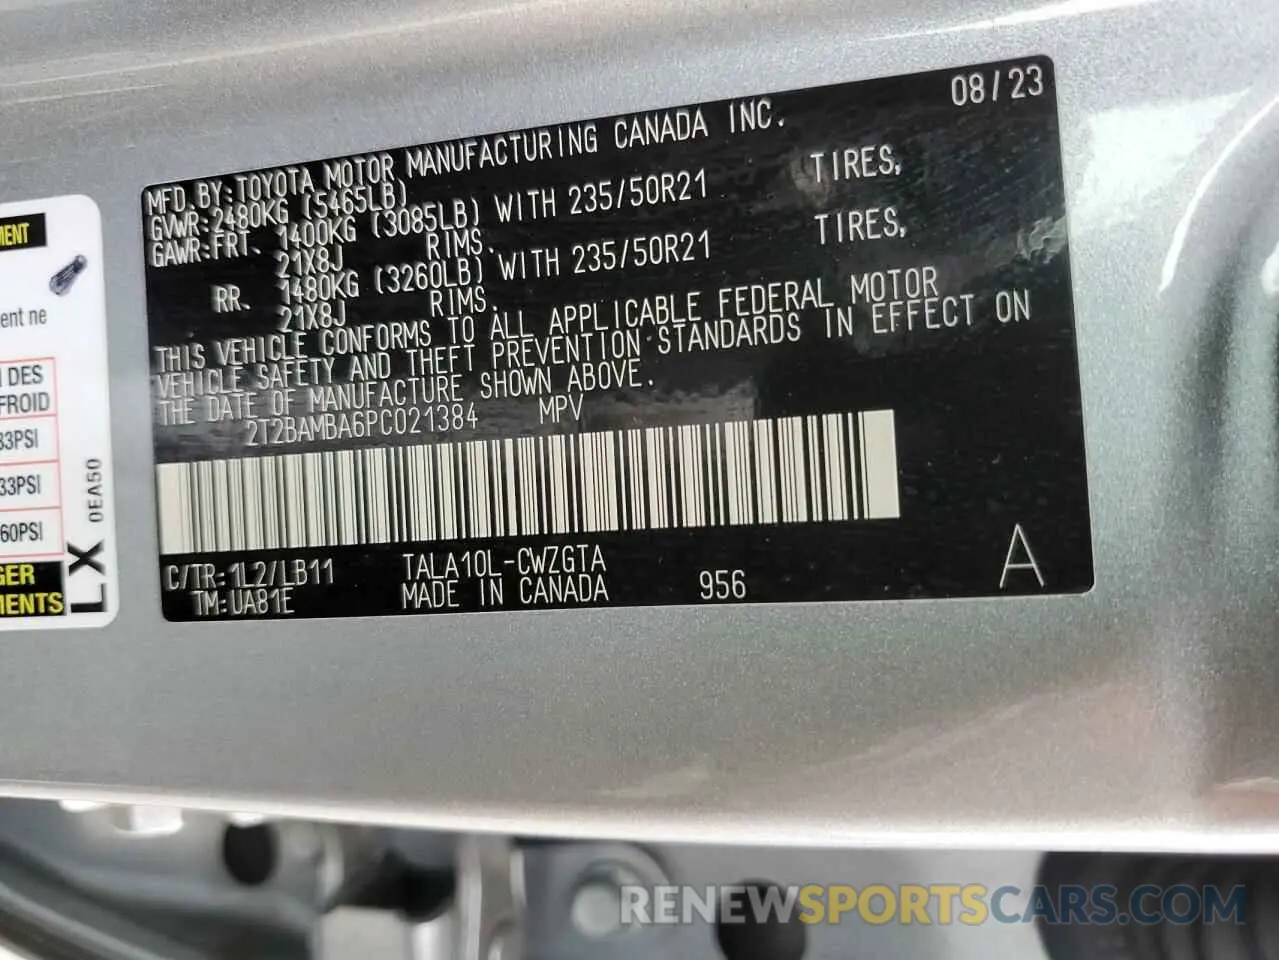 08/23
MFD.BY:TOYOTA MOTOR MANUFACTURING CANADA INC.
GVWR:2480KG (5465LB)
GAWR:FRT. 1400KG (3085LB) WITH 235/50R21 TIRES,
21X8J RIMS.
RR. 1480KG (3260LB) WITH 235/50R21 TIRES,
21X8J RIMS.
THIS VEHICLE CONFORMS TO ALL APPLICABLE FEDERAL MOTOR
VEHICLE SAFETY AND THEFT PREVENTION STANDARDS IN EFFECT ON
THE DATE OF MANUFACTURE SHOWN ABOVE.
2T2BAMBA6PC021384 MPV
C/TR:1L2/LB11 TALA10L-CWZGTA
TM:UA81E MADE IN CANADA 956
A
ent ne
DES
FROID
33PSI
33PSI
60PSI
LX 0EA50
RENEWSPORTSCARS.COM